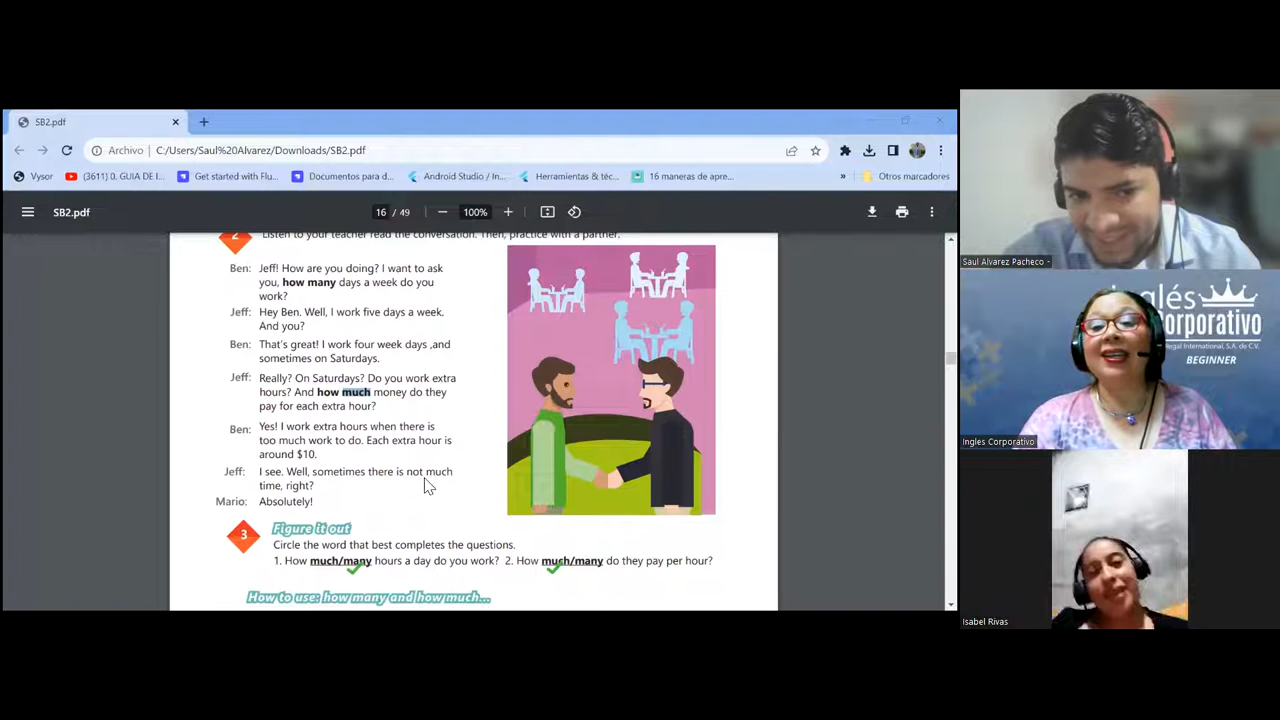 SB2.pdf
Archivo C:/Users/Saul%20Alvarez/Downloads/SB2.pdf
Vysor (3611) 0. GUIA DE I... Get started with Flu... Documentos para d... Android Studio / In... Herramientas & téc... 16 maneras de apre... » Otros marcadores
SB2.pdf 16 / 49 100%
2 Listen to your teacher read the conversation. Then, practice with a partner.
Ben: Jeff! How are you doing? I want to ask
you, how many days a week do you
work?
Jeff: Hey Ben. Well, I work five days a week.
And you?
Ben: That's great! I work four week days ,and
sometimes on Saturdays.
Jeff: Really? On Saturdays? Do you work extra
hours? And how much money do they
pay for each extra hour?
Ben: Yes! I work extra hours when there is
too much work to do. Each extra hour is
around $10.
Jeff: I see. Well, sometimes there is not much
time, right?
Mario: Absolutely!
3 Figure it out
Circle the word that best completes the questions.
1. How much/many hours a day do you work? 2. How much/many do they pay per hour?
How to use: how many and how much...
Saul Alvarez Pacheco -
Inglés
Corporativo
Regal International, S.A. de C.V.
BEGINNER
Ingles Corporativo
Isabel Rivas